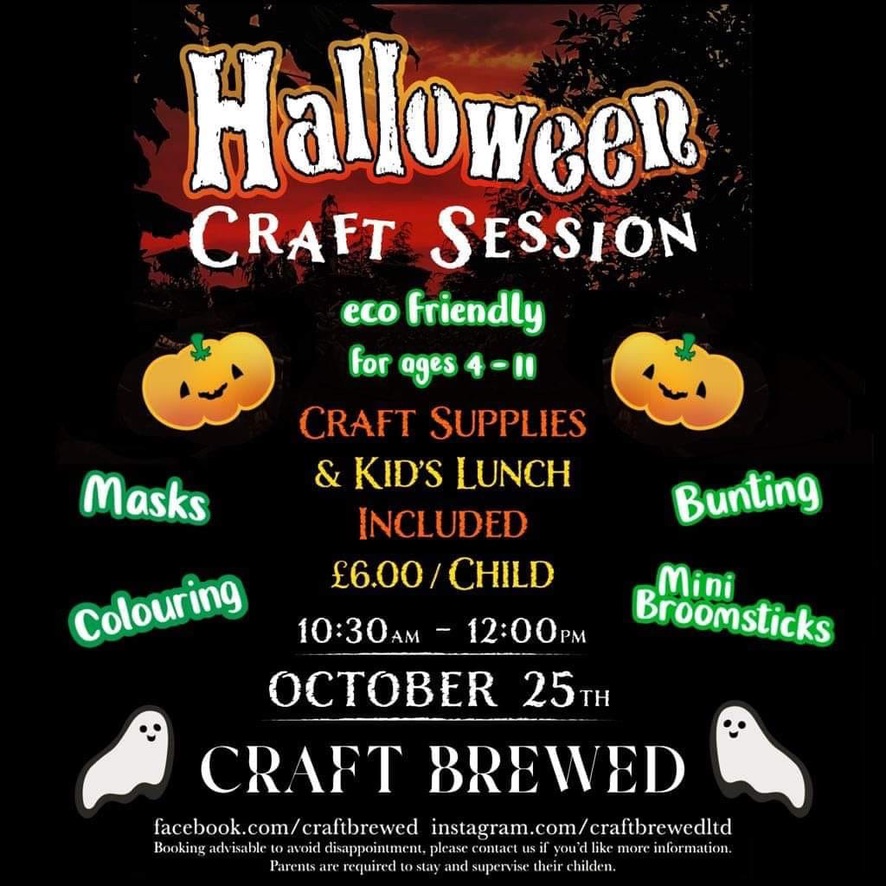 Halloween
CRAFT SESSION
eco friendly
for ages 4 - 11
CRAFT SUPPLIES
& KID'S LUNCH
INCLUDED
£6.00 / CHILD
Masks
Bunting
Colouring
Mini
Broomsticks
10:30AM - 12:00PM
OCTOBER 25TH
CRAFT BREWED
facebook.com/craftbrewed instagram.com/craftbrewedltd
Booking advisable to avoid disappointment, please contact us if you'd like more information.
Parents are required to stay and supervise their childen.